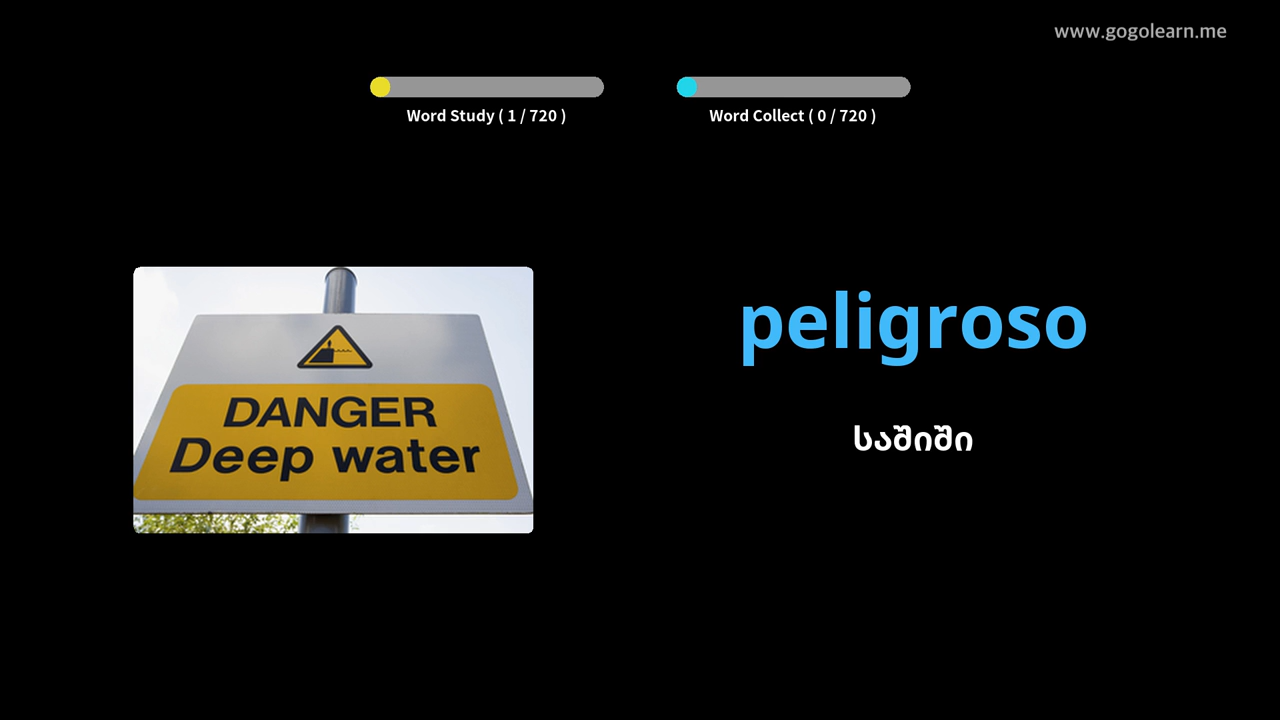 www.gogolearn.me
Word Study ( 1 / 720 )
Word Collect ( 0 / 720 )
DANGER
Deep water
peligroso
საშიში